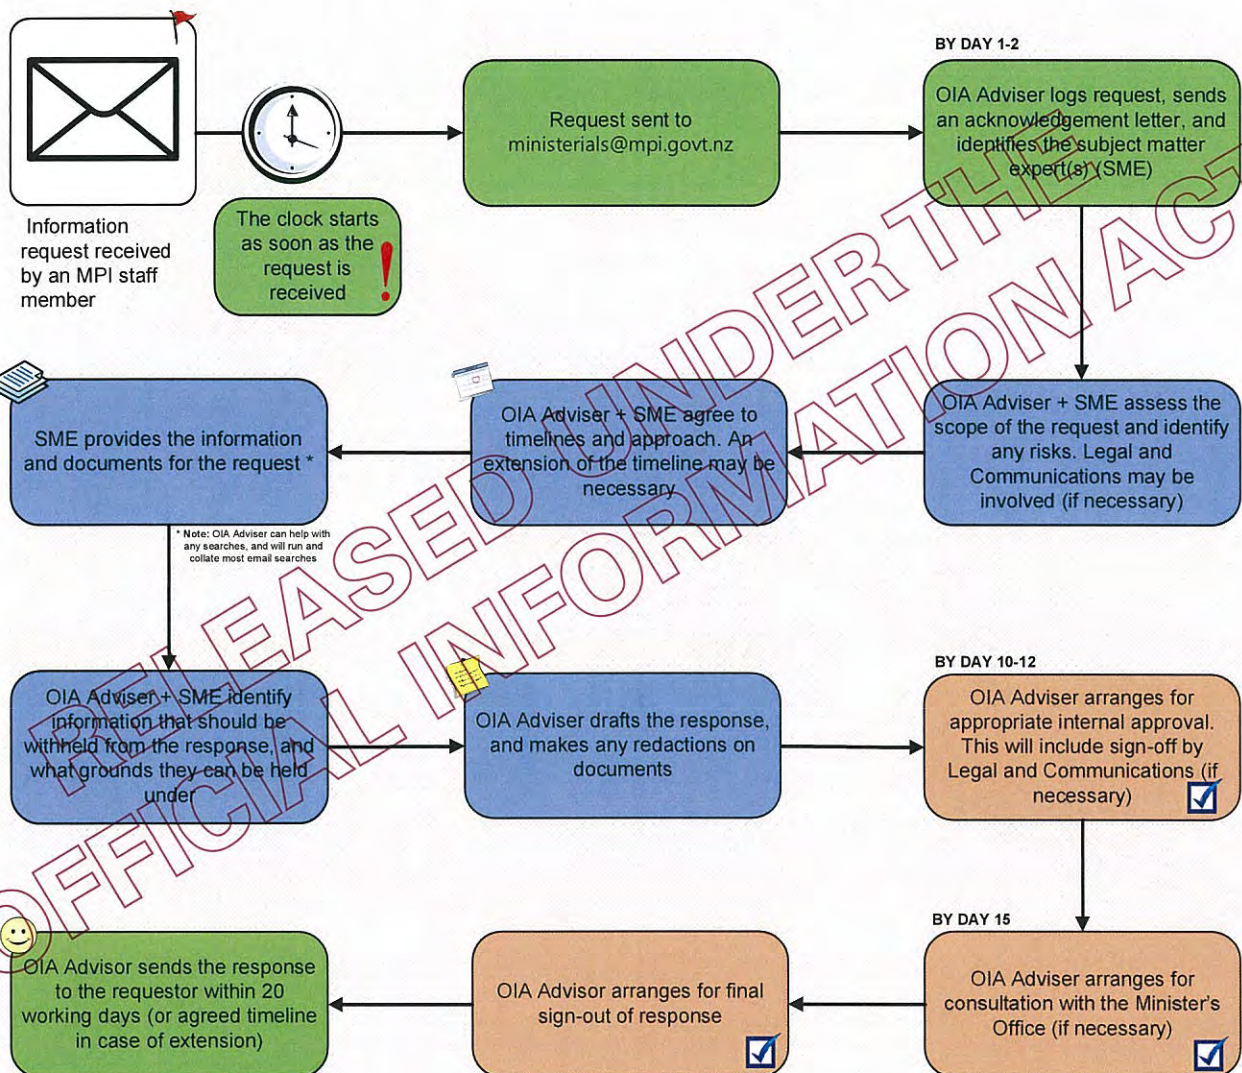 Information
request received
by an MPI staff
member
The clock starts
as soon as the
request is
received
!
Request sent to
ministerials@mpi.govt.nz
BY DAY 1-2
OIA Adviser logs request, sends
an acknowledgement letter, and
identifies the subject matter
expert(s) (SME)
OIA Adviser + SME assess the
scope of the request and identify
any risks. Legal and
Communications may be
involved (if necessary)
OIA Adviser + SME agree to
timelines and approach. An
extension of the timeline may be
necessary
SME provides the information
and documents for the request *
* Note: OIA Adviser can help with
any searches, and will run and
collate most email searches
OIA Adviser + SME identify
information that should be
withheld from the response, and
what grounds they can be held
under
OIA Adviser drafts the response,
and makes any redactions on
documents
BY DAY 10-12
OIA Adviser arranges for
appropriate internal approval.
This will include sign-off by
Legal and Communications (if
necessary)
BY DAY 15
OIA Adviser arranges for
consultation with the Minister's
Office (if necessary)
OIA Advisor arranges for final
sign-out of response
OIA Advisor sends the response
to the requestor within 20
working days (or agreed timeline
in case of extension)
RELEASED UNDER THE
OFFICIAL INFORMATION ACT